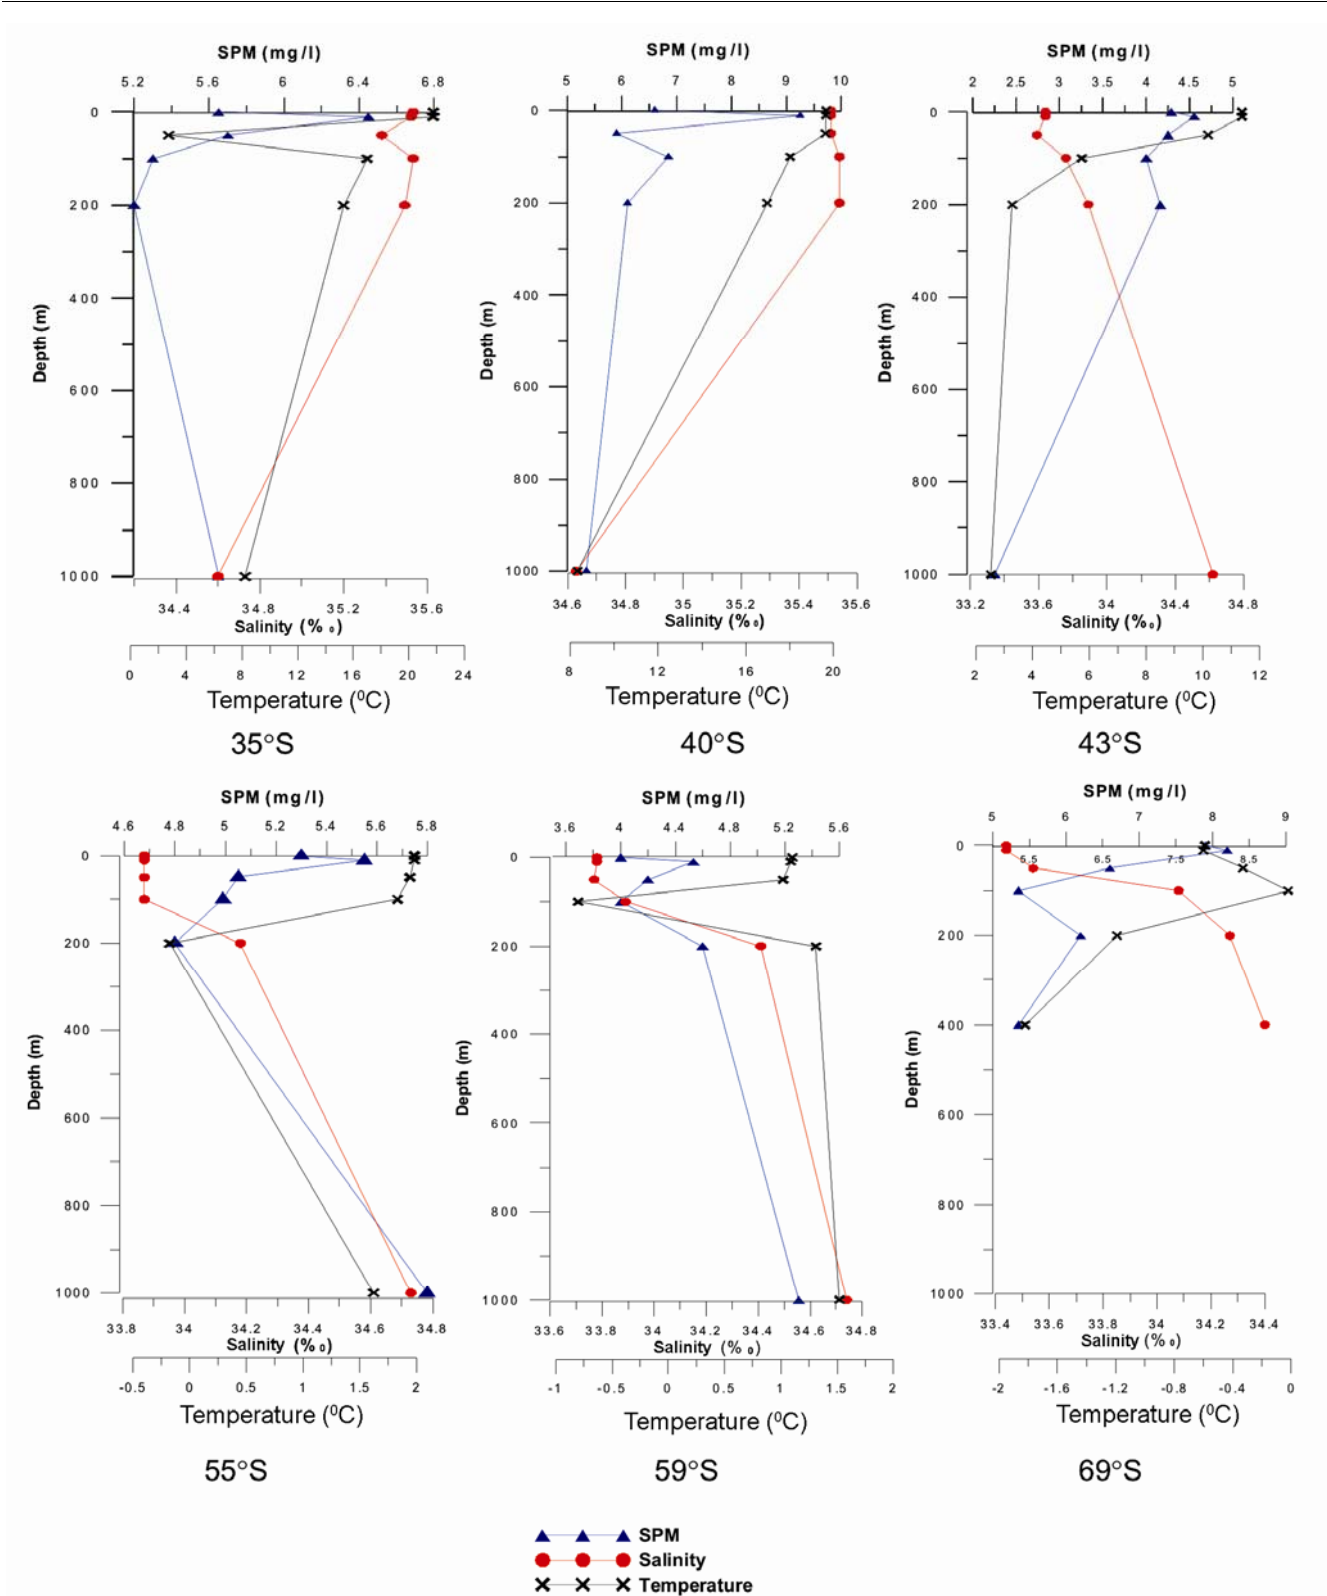 SPM (mg/l)
5.2 5.6 6 6.4 6.8
0
200
400
600
800
1000
Depth (m)
34.4 34.8 35.2 35.6
Salinity (%₀)
0 4 8 12 16 20 24
Temperature (⁰C)
35°S
SPM (mg/l)
5 6 7 8 9 10
0
200
400
600
800
1000
Depth (m)
34.6 34.8 35 35.2 35.4 35.6
Salinity (%₀)
8 12 16 20
Temperature (⁰C)
40°S
SPM (mg/l)
2 2.5 3 3.5 4 4.5 5
0
200
400
600
800
1000
Depth (m)
33.2 33.6 34 34.4 34.8
Salinity (%₀)
2 4 6 8 10 12
Temperature (⁰C)
43°S
SPM (mg/l)
4.6 4.8 5 5.2 5.4 5.6 5.8
0
200
400
600
800
1000
Depth (m)
33.8 34 34.2 34.4 34.6 34.8
Salinity (%₀)
-0.5 0 0.5 1 1.5 2
Temperature (⁰C)
55°S
SPM (mg/l)
3.6 4 4.4 4.8 5.2 5.6
0
200
400
600
800
1000
Depth (m)
33.6 33.8 34 34.2 34.4 34.6 34.8
Salinity (%₀)
-1 -0.5 0 0.5 1 1.5 2
Temperature (⁰C)
59°S
SPM (mg/l)
5 6 7 8 9
5.5 6.5 7.5 8.5
0
200
400
600
800
1000
Depth (m)
33.4 33.6 33.8 34 34.2 34.4
Salinity (%₀)
-2 -1.6 -1.2 -0.8 -0.4 0
Temperature (⁰C)
69°S
SPM
Salinity
Temperature